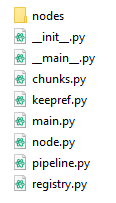 nodes
__init__.py
__main__.py
chunks.py
keepref.py
main.py
node.py
pipeline.py
registry.py